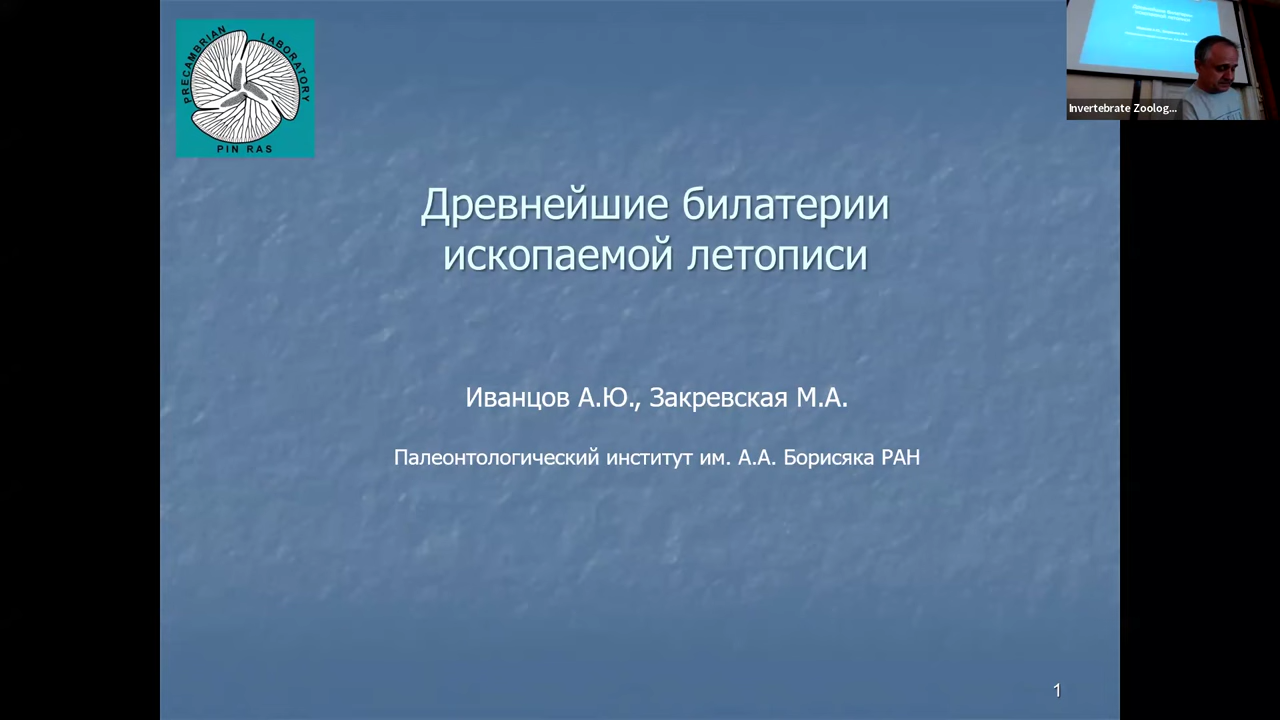 PRECAMBRIAN LABORATORY
PIN RAS
Invertebrate Zoolog...
Древнейшие билатерии
ископаемой летописи
Иванцов А.Ю., Закревская М.А.
Палеонтологический институт им. А.А. Борисяка РАН
1